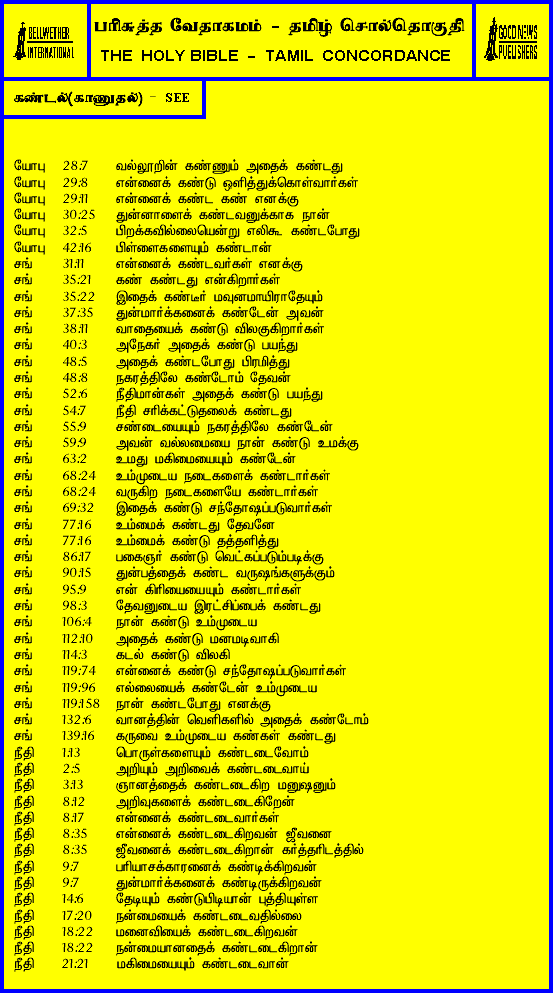 BELLWETHER
INTERNATIONAL
பரிசுத்த வேதாகமம் - தமிழ் சொல்தொகுதி
THE HOLY BIBLE - TAMIL CONCORDANCE
GOOD NEWS
PUBLISHERS
கண்டல்(காணுதல்) - SEE
யோபு 28:7 வல்லூறின் கண்ணும் அதைக் கண்டது
யோபு 29:8 என்னைக் கண்டு ஒளித்துக்கொள்வார்கள்
யோபு 29:11 என்னைக் கண்ட கண் எனக்கு
யோபு 30:25 துன்னாளைக் கண்டவனுக்காக நான்
யோபு 32:5 பிறக்கவில்லையென்று எலிகூ கண்டபோது
யோபு 42:16 பிள்ளைகளையும் கண்டான்
சங் 31:11 என்னைக் கண்டவர்கள் எனக்கு
சங் 35:21 கண் கண்டது என்கிறார்கள்
சங் 35:22 இதைக் கண்டீர் மவுனமாயிராதேயும்
சங் 37:35 துன்மார்க்கனைக் கண்டேன் அவன்
சங் 38:11 வாதையைக் கண்டு விலகுகிறார்கள்
சங் 40:3 அநேகர் அதைக் கண்டு பயந்து
சங் 48:5 அதைக் கண்டபோது பிரமித்து
சங் 48:8 நகரத்திலே கண்டோம் தேவன்
சங் 52:6 நீதிமான்கள் அதைக் கண்டு பயந்து
சங் 54:7 நீதி சரிக்கட்டுதலைக் கண்டது
சங் 55:9 சண்டையையும் நகரத்திலே கண்டேன்
சங் 59:9 அவன் வல்லமையை நான் கண்டு உமக்கு
சங் 63:2 உமது மகிமையையும் கண்டேன்
சங் 68:24 உம்முடைய நடைகளைக் கண்டார்கள்
சங் 68:24 வருகிற நடைகளையே கண்டார்கள்
சங் 69:32 இதைக் கண்டு சந்தோஷப்படுவார்கள்
சங் 77:16 உம்மைக் கண்டது தேவனே
சங் 77:16 உம்மைக் கண்டு தத்தளித்து
சங் 86:17 பகைஞர் கண்டு வெட்கப்படும்படிக்கு
சங் 90:15 துன்பத்தைக் கண்ட வருஷங்களுக்கும்
சங் 95:9 என் கிரியையையும் கண்டார்கள்
சங் 98:3 தேவனுடைய இரட்சிப்பைக் கண்டது
சங் 106:4 நான் கண்டு உம்முடைய
சங் 112:10 அதைக் கண்டு மனமடிவாகி
சங் 114:3 கடல் கண்டு விலகி
சங் 119:74 என்னைக் கண்டு சந்தோஷப்படுவார்கள்
சங் 119:96 எல்லையைக் கண்டேன் உம்முடைய
சங் 119:158 நான் கண்டபோது எனக்கு
சங் 132:6 வானத்தின் வெளிகளில் அதைக் கண்டோம்
சங் 139:16 கருவை உம்முடைய கண்கள் கண்டது
நீதி 1:13 பொருள்களையும் கண்டடைவோம்
நீதி 2:5 அறியும் அறிவைக் கண்டடைவாய்
நீதி 3:13 ஞானத்தைக் கண்டடைகிற மனுஷனும்
நீதி 8:12 அறிவுகளைக் கண்டடைகிறேன்
நீதி 8:17 என்னைக் கண்டடைவார்கள்
நீதி 8:35 என்னைக் கண்டடைகிறவன் ஜீவனை
நீதி 8:35 ஜீவனைக் கண்டடைகிறான் கர்த்தரிடத்தில்
நீதி 9:7 பரியாசக்காரனைக் கண்டிக்கிறவன்
நீதி 9:7 துன்மார்க்கனைக் கண்டிருக்கிறவன்
நீதி 14:6 தேடியும் கண்டுபிடியான் புத்தியுள்ள
நீதி 17:20 நன்மையைக் கண்டடைவதில்லை
நீதி 18:22 மனைவியைக் கண்டடைகிறவன்
நீதி 18:22 நன்மையானதைக் கண்டடைகிறான்
நீதி 21:21 மகிமையையும் கண்டடைவான்